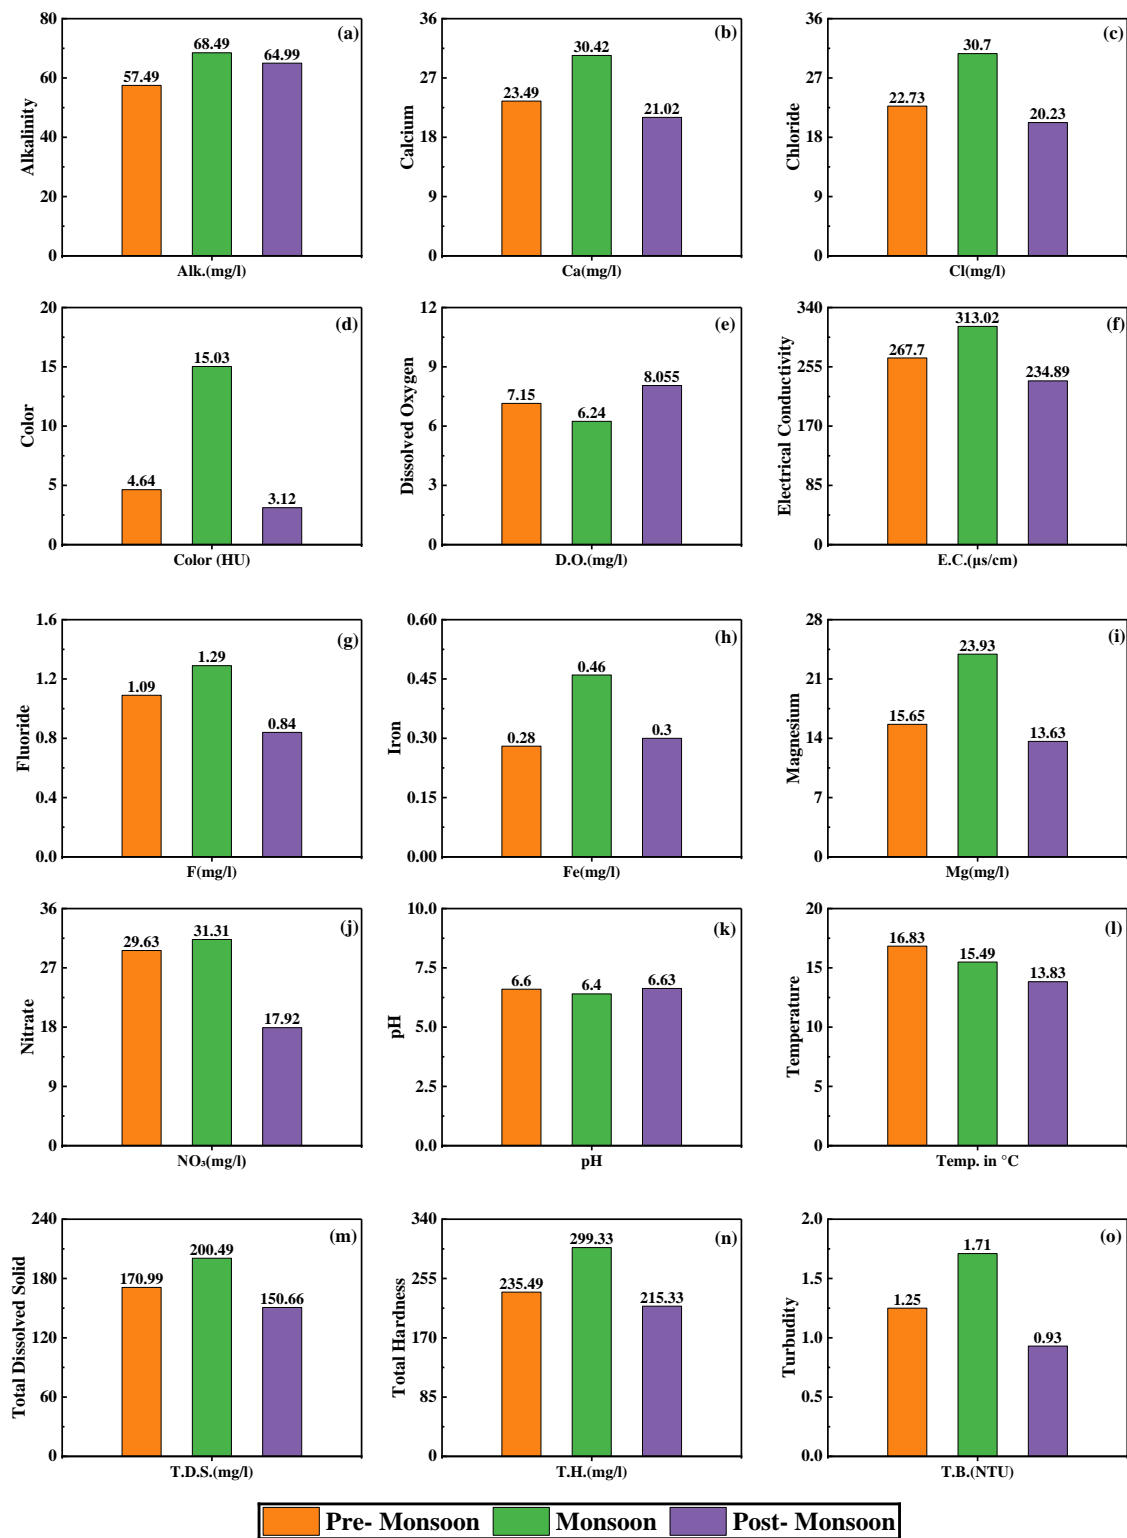 (a)
80
60
40
20
0
Alkalinity
57.49
68.49
64.99
Alk.(mg/l)
(b)
36
27
18
9
0
Calcium
23.49
30.42
21.02
Ca(mg/l)
(c)
36
27
18
9
0
Chloride
22.73
30.7
20.23
Cl(mg/l)
(d)
20
15
10
5
0
Color
4.64
15.03
3.12
Color (HU)
(e)
12
9
6
3
0
Dissolved Oxygen
7.15
6.24
8.055
D.O.(mg/l)
(f)
340
255
170
85
0
Electrical Conductivity
267.7
313.02
234.89
E.C.(µs/cm)
(g)
1.6
1.2
0.8
0.4
0.0
Fluoride
1.09
1.29
0.84
F(mg/l)
(h)
0.60
0.45
0.30
0.15
0.00
Iron
0.28
0.46
0.3
Fe(mg/l)
(i)
28
21
14
7
0
Magnesium
15.65
23.93
13.63
Mg(mg/l)
(j)
36
27
18
9
0
Nitrate
29.63
31.31
17.92
NO₃(mg/l)
(k)
10.0
7.5
5.0
2.5
0.0
pH
6.6
6.4
6.63
pH
(l)
20
15
10
5
0
Temperature
16.83
15.49
13.83
Temp. in °C
(m)
240
180
120
60
0
Total Dissolved Solid
170.99
200.49
150.66
T.D.S.(mg/l)
(n)
340
255
170
85
0
Total Hardness
235.49
299.33
215.33
T.H.(mg/l)
(o)
2.0
1.5
1.0
0.5
0.0
Turbudity
1.25
1.71
0.93
T.B.(NTU)
Pre- Monsoon Monsoon Post- Monsoon